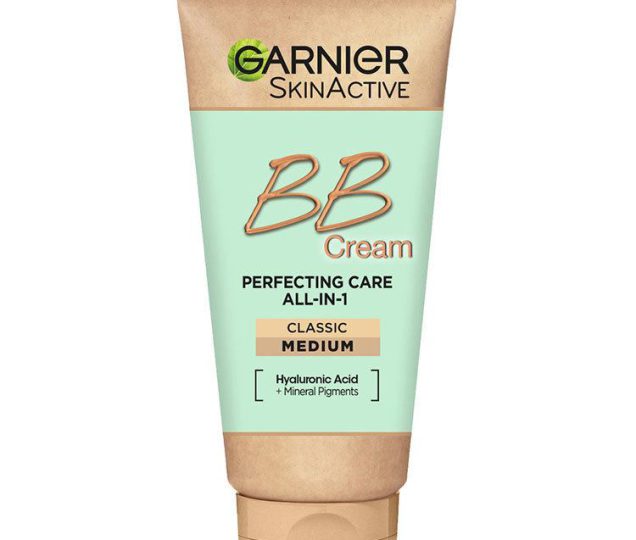 GARNIER
SKINACTIVE
BB
Cream
PERFECTING CARE
ALL-IN-1
CLASSIC
MEDIUM
Hyaluronic Acid
+ Mineral Pigments